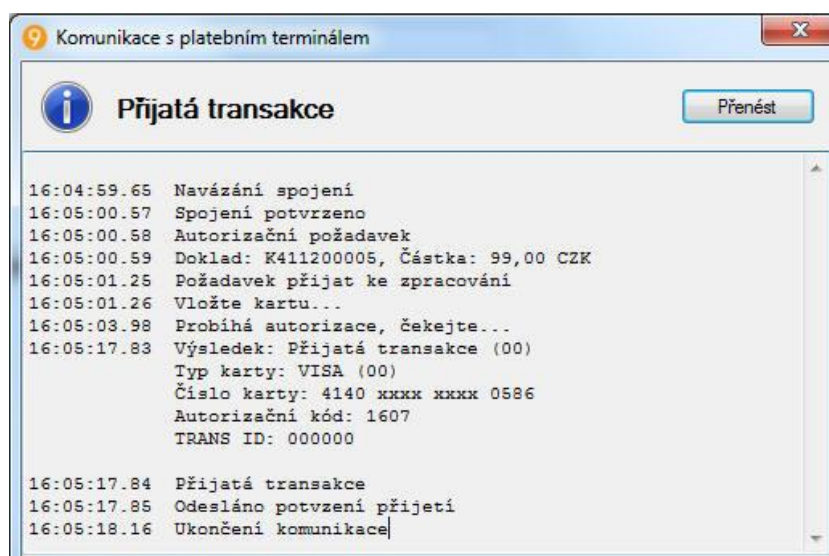 9 Komunikace s platebním terminálem
x
Přijatá transakce
Přenést
16:04:59.65 Navázání spojení
16:05:00.57 Spojení potvrzeno
16:05:00.58 Autorizační požadavek
16:05:00.59 Doklad: K411200005, Částka: 99,00 CZK
16:05:01.25 Požadavek přijat ke zpracování
16:05:01.26 Vložte kartu...
16:05:03.98 Probíhá autorizace, čekejte...
16:05:17.83 Výsledek: Přijatá transakce (00)
Typ karty: VISA (00)
Číslo karty: 4140 xxxx xxxx 0586
Autorizační kód: 1607
TRANS ID: 000000
16:05:17.84 Přijatá transakce
16:05:17.85 Odesláno potvzení přijetí
16:05:18.16 Ukončení komunikace